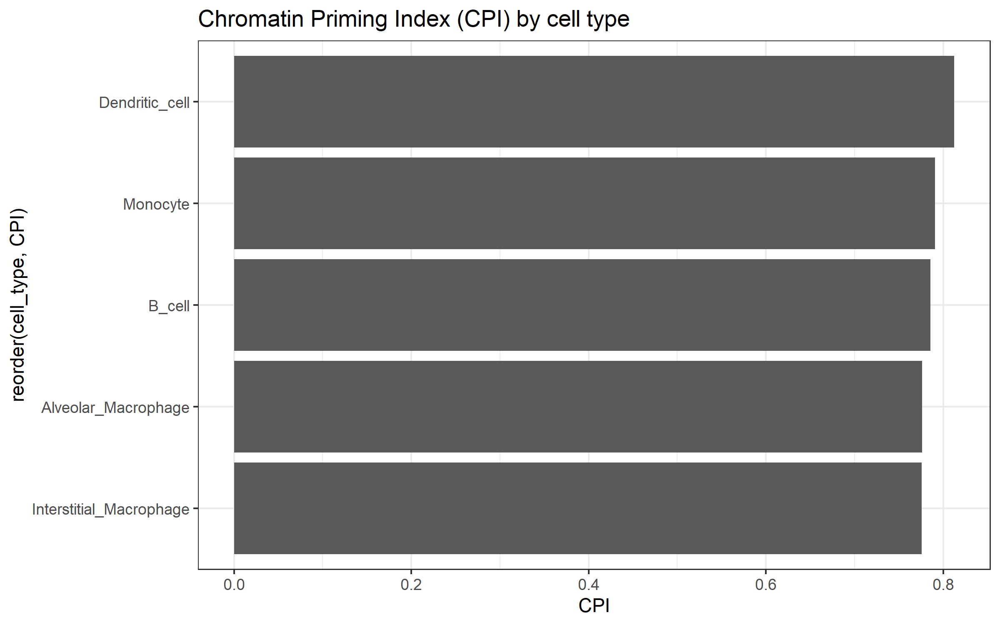 Chromatin Priming Index (CPI) by cell type
reorder(cell_type, CPI)
Dendritic_cell
Monocyte
B_cell
Alveolar_Macrophage
Interstitial_Macrophage
0.0 0.2 0.4 0.6 0.8
CPI